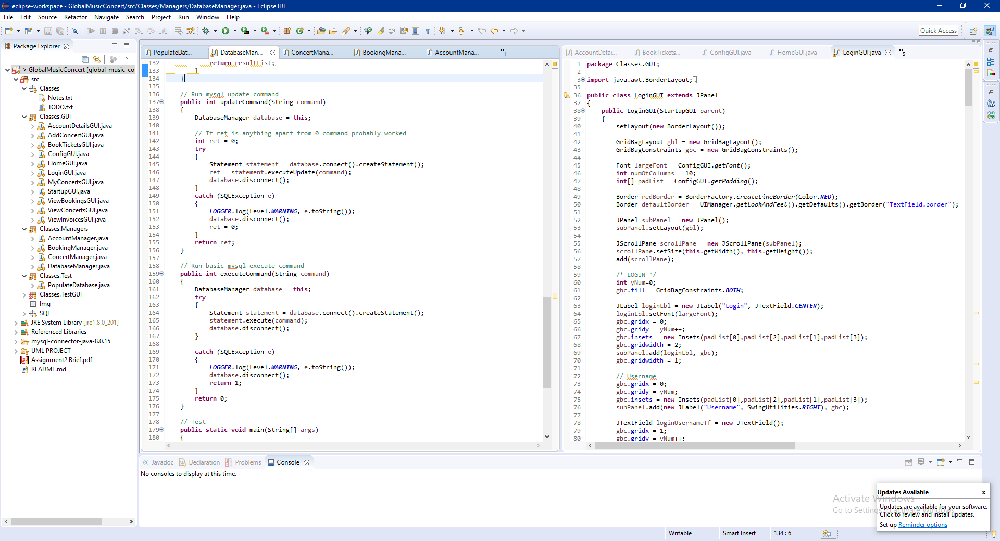 eclipse-workspace - GlobalMusicConcert/src/Classes/Managers/DatabaseManager.java - Eclipse IDE
File Edit Source Refactor Navigate Search Project Run Window Help
Quick Access
Package Explorer
> GlobalMusicConcert [global-music-con
src
Classes
Notes.txt
TODO.txt
Classes.GUI
AccountDetailsGUI.java
AddConcertGUI.java
BookTicketsGUI.java
ConfigGUI.java
HomeGUI.java
LoginGUI.java
MyConcertsGUI.java
StartupGUI.java
ViewBookingsGUI.java
ViewConcertsGUI.java
ViewInvoicesGUI.java
Classes.Managers
AccountManager.java
BookingManager.java
ConcertManager.java
DatabaseManager.java
Classes.Test
PopulateDatabase.java
Classes.TestGUI
Img
SQL
JRE System Library [jre1.8.0_201]
Referenced Libraries
mysql-connector-java-8.0.15
UML PROJECT
Assignment2 Brief.pdf
README.md
PopulateDat... DatabaseMan... ConcertMana... BookingMana... AccountMana... »1
132 return resultList;
133 }
134 }
135
136 // Run mysql update command
137 public int updateCommand(String command)
138 {
139 DatabaseManager database = this;
140
141 // If ret is anything apart from 0 command probably worked
142 int ret = 0;
143 try
144 {
145 Statement statement = database.connect().createStatement();
146 ret = statement.executeUpdate(command);
147 database.disconnect();
148 }
149 catch (SQLException e)
150 {
151 LOGGER.log(Level.WARNING, e.toString());
152 database.disconnect();
153 ret = 0;
154 }
155 return ret;
156 }
157
158 // Run basic mysql execute command
159 public int executeCommand(String command)
160 {
161 DatabaseManager database = this;
162 try
163 {
164 Statement statement = database.connect().createStatement();
165 statement.execute(command);
166 database.disconnect();
167 }
168
169 catch (SQLException e)
170 {
171 LOGGER.log(Level.WARNING, e.toString());
172 database.disconnect();
173 return 1;
174 }
175 return 0;
176 }
177
178 // Test
179 public static void main(String[] args)
180 {
AccountDetai... BookTickets... ConfigGUI.java HomeGUI.java LoginGUI.java »5
1 package Classes.GUI;
2
3 import java.awt.BorderLayout;
35
36 public class LoginGUI extends JPanel
37 {
38 public LoginGUI(StartupGUI parent)
39 {
40 setLayout(new BorderLayout());
41
42 GridBagLayout gbl = new GridBagLayout();
43 GridBagConstraints gbc = new GridBagConstraints();
44
45 Font largeFont = ConfigGUI.getFont();
46 int numOfColumns = 10;
47 int[] padList = ConfigGUI.getPadding();
48
49 Border redBorder = BorderFactory.createLineBorder(Color.RED);
50 Border defaultBorder = UIManager.getLookAndFeel().getDefaults().getBorder("TextField.border");
51
52 JPanel subPanel = new JPanel();
53 subPanel.setLayout(gbl);
54
55 JScrollPane scrollPane = new JScrollPane(subPanel);
56 scrollPane.setSize(this.getWidth(), this.getHeight());
57 add(scrollPane);
58
59 /* LOGIN */
60 int yNum=0;
61 gbc.fill = GridBagConstraints.BOTH;
62
63 JLabel loginLbl = new JLabel("Login", JTextField.CENTER);
64 loginLbl.setFont(largeFont);
65 gbc.gridx = 0;
66 gbc.gridy = yNum++;
67 gbc.insets = new Insets(padList[0],padList[2],padList[1],padList[3]);
68 gbc.gridwidth = 2;
69 subPanel.add(loginLbl, gbc);
70 gbc.gridwidth = 1;
71
72 // Username
73 gbc.gridx = 0;
74 gbc.gridy = yNum;
75 gbc.insets = new Insets(padList[0],padList[2],padList[1],padList[3]);
76 subPanel.add(new JLabel("Username", SwingUtilities.RIGHT), gbc);
77
78 JTextField loginUsernameTf = new JTextField();
79 gbc.gridx = 1;
80 gbc.gridy = yNum++;
@ Javadoc Declaration Problems Console
No consoles to display at this time.
Activate Windows
Go to Settings to activate Windows.
Updates Available
Updates are available for your software.
Click to review and install updates.
Set up Reminder options
Writable Smart Insert 134 : 6